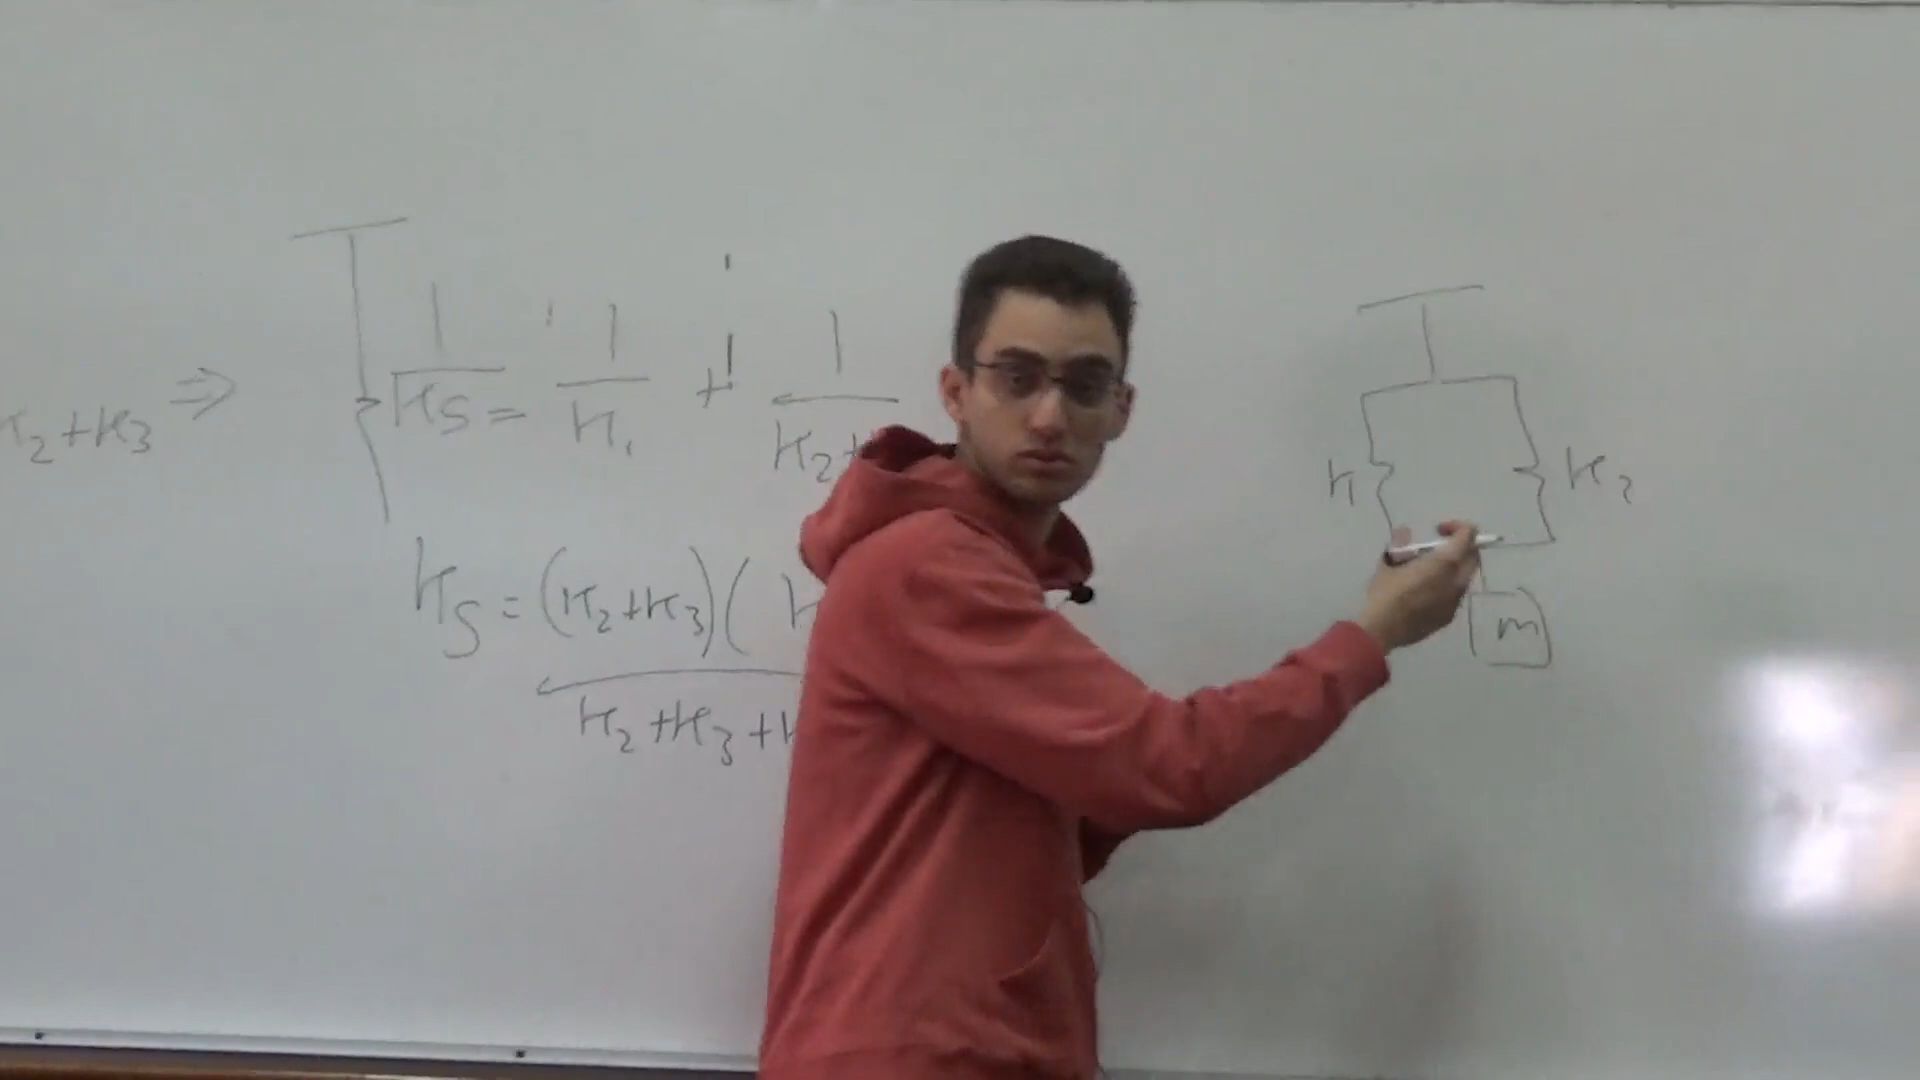 K2+K3 ⇒
1/KS = 1/K1 + 1/K2+
KS = (K2+K3)(
K2+K3+
K1
K2
m